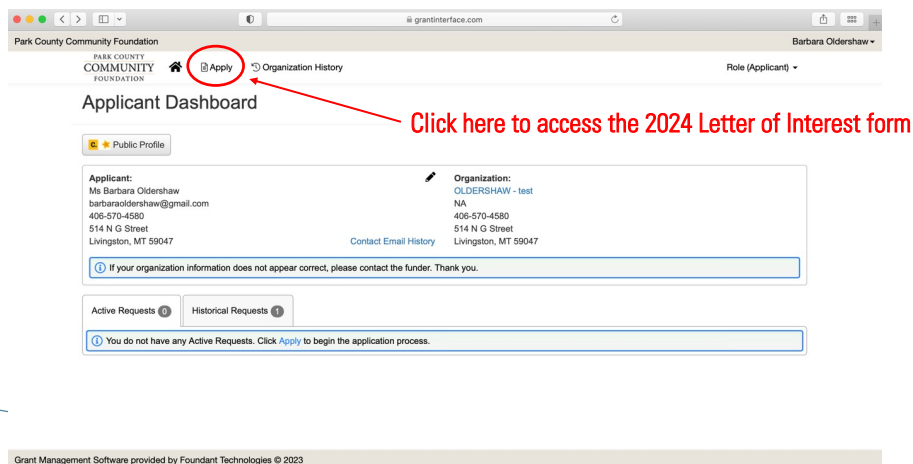 grantinterface.com
Park County Community Foundation
Barbara Oldershaw
PARK COUNTY
COMMUNITY
FOUNDATION
Apply
Organization History
Role (Applicant)
Applicant Dashboard
Click here to access the 2024 Letter of Interest form
C. Public Profile
Applicant:
Ms Barbara Oldershaw
barbaraoldershaw@gmail.com
406-570-4580
514 N G Street
Livingston, MT 59047
Contact Email History
Organization:
OLDERSHAW - test
NA
406-570-4580
514 N G Street
Livingston, MT 59047
If your organization information does not appear correct, please contact the funder. Thank you.
Active Requests 0
Historical Requests 1
You do not have any Active Requests. Click Apply to begin the application process.
Grant Management Software provided by Foundant Technologies © 2023